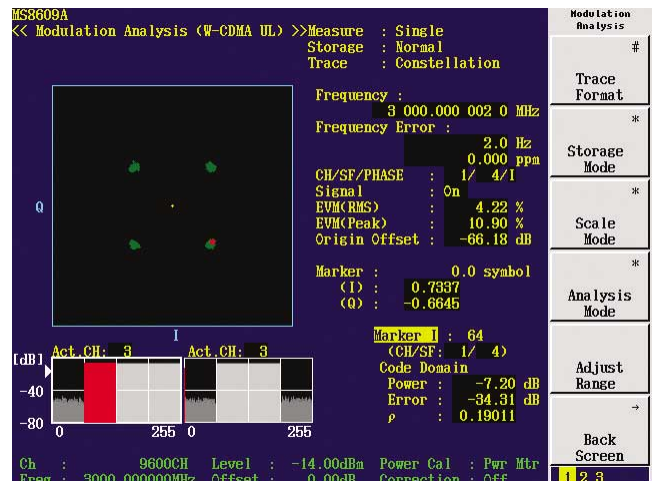 MS8609A
<< Modulation Analysis (W-CDMA UL) >>
Measure : Single
Storage : Normal
Trace : Constellation
Frequency :
3 000.000 002 0 MHz
Frequency Error :
2.0 Hz
0.000 ppm
CH/SF/PHASE : 1/ 4/I
Signal : On
EVM(RMS) : 4.22 %
EVM(Peak) : 10.90 %
Origin Offset : -66.18 dB
Marker : 0.0 symbol
(I) : 0.7337
(Q) : -0.6645
Q
I
Marker I : 64
(CH/SF: 1/ 4)
Code Domain
Power : -7.20 dB
Error : -34.31 dB
ρ : 0.19011
[dB] Act.CH: 3 Act.CH: 3
-40
-80
0 255 0 255
Ch : 9600CH Level : -14.00dBm Power Cal : Pwr Mtr
Freq : 3000.000000MHz Offset : 0.00dB Correction : Off
Modulation
Analysis
#
Trace
Format
*
Storage
Mode
*
Scale
Mode
*
Analysis
Mode
Adjust
Range
→
Back
Screen
1 2 3